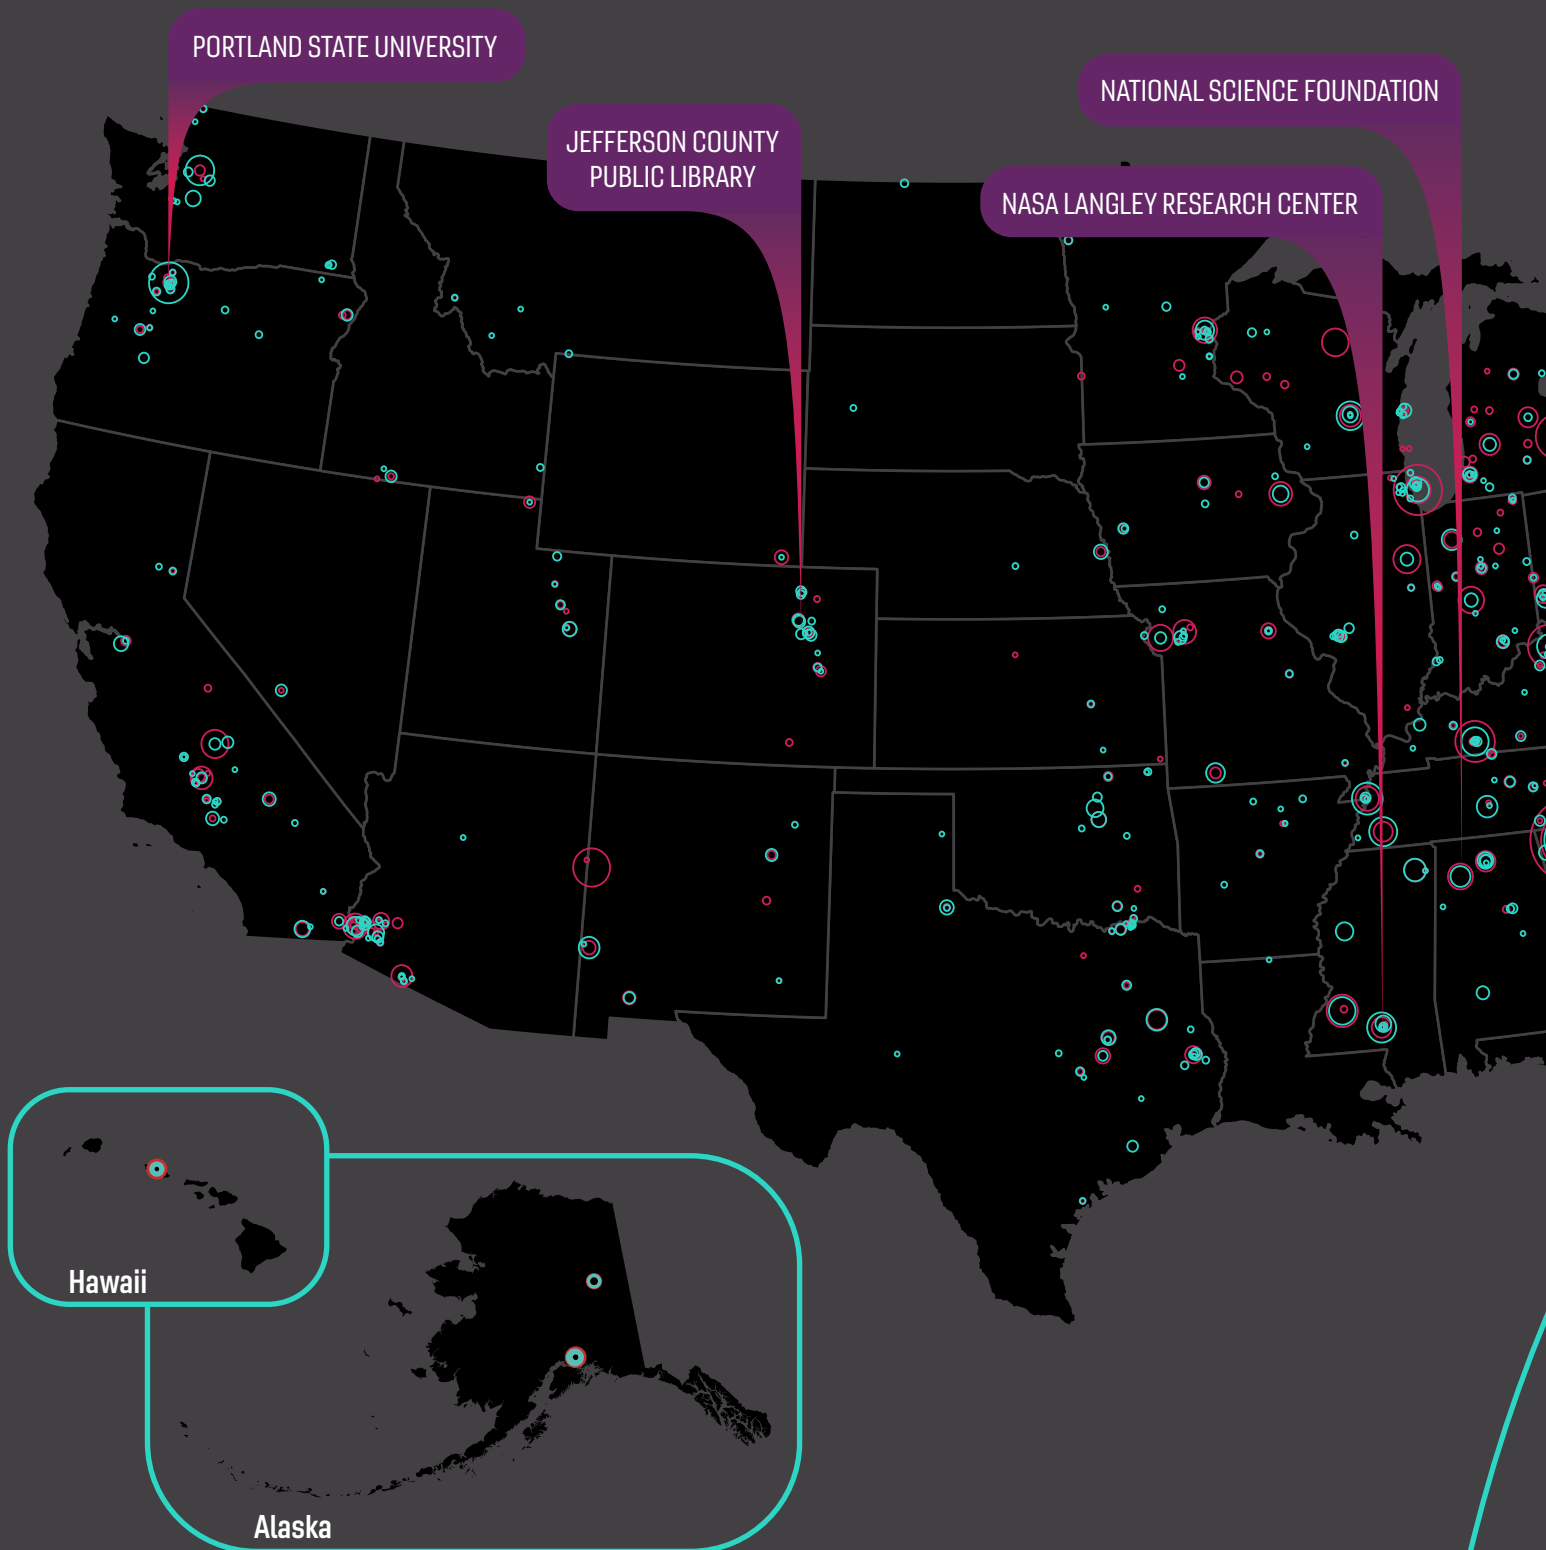 PORTLAND STATE UNIVERSITY
NATIONAL SCIENCE FOUNDATION
JEFFERSON COUNTY
PUBLIC LIBRARY
NASA LANGLEY RESEARCH CENTER
Hawaii
Alaska